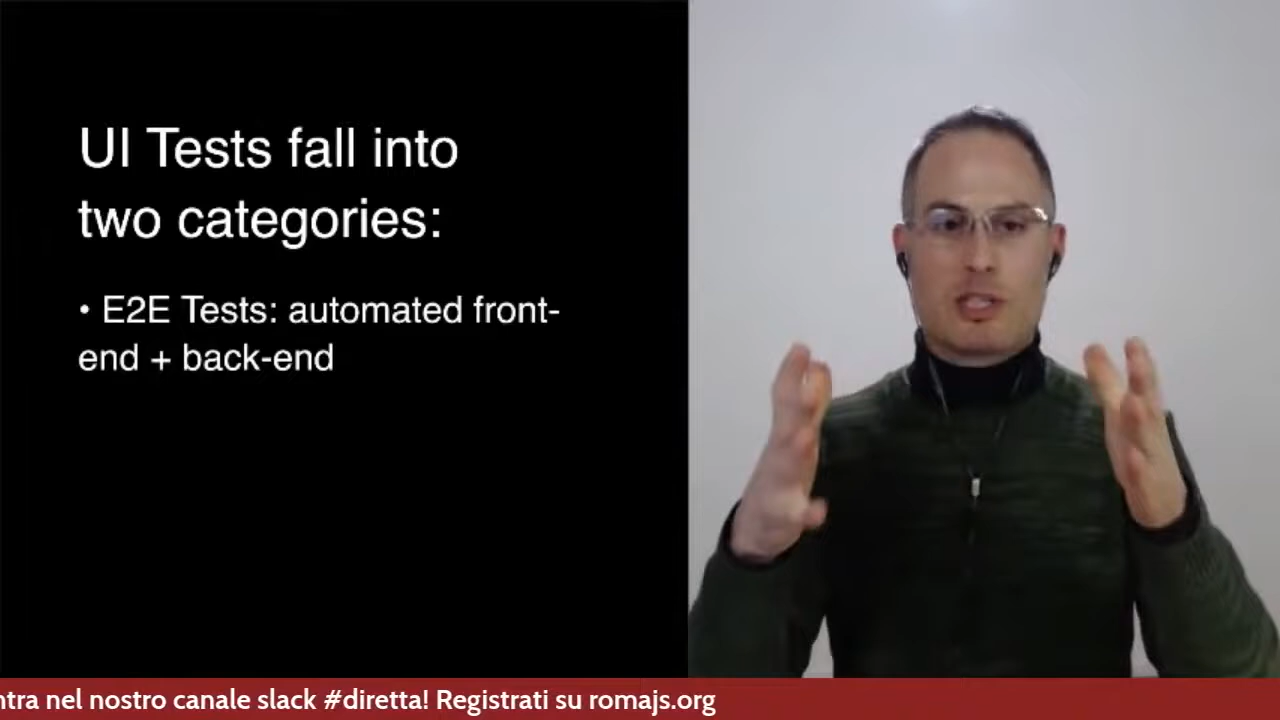 UI Tests fall into
two categories:
• E2E Tests: automated front-
end + back-end
nel nostro canale slack #diretta! Registrati su romajs.org